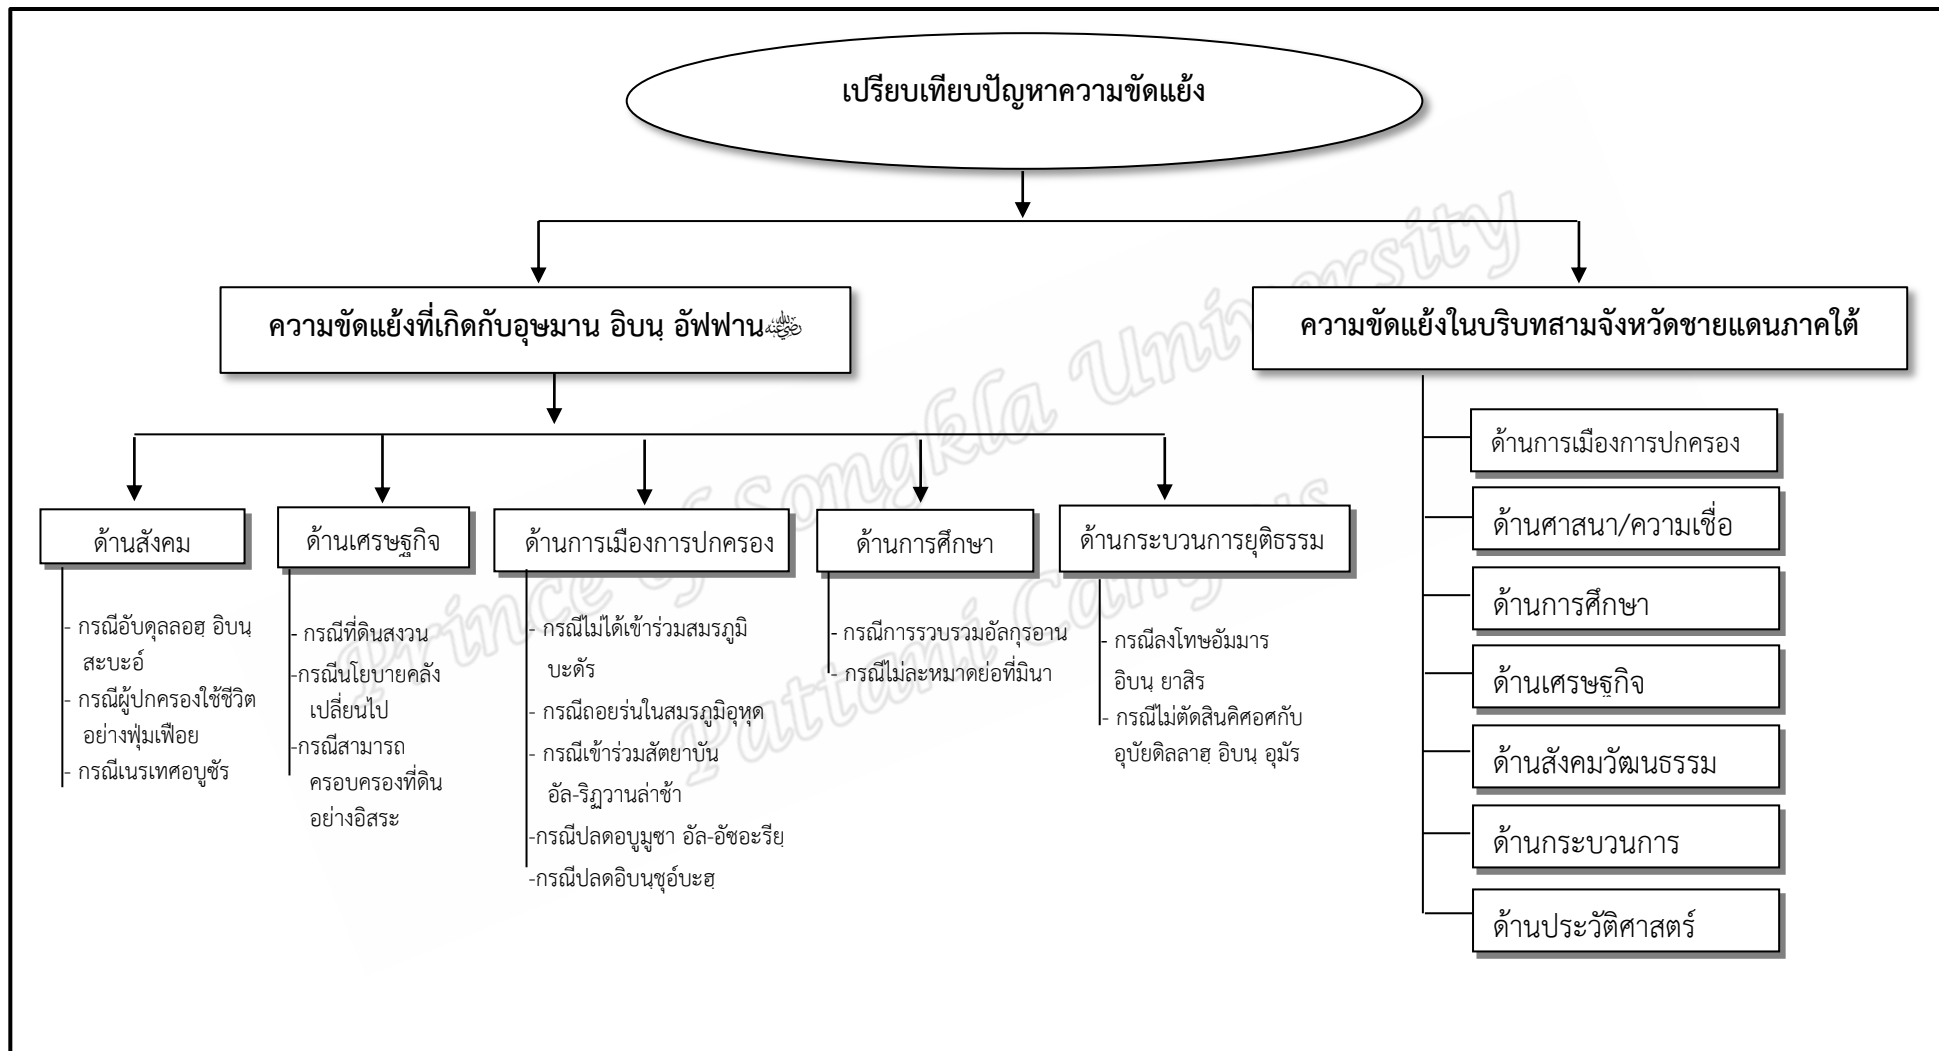 เปรียบเทียบปัญหาความขัดแย้ง
ความขัดแย้งที่เกิดกับอุษมาน อิบนฺ อัฟฟาน
ด้านสังคม
- กรณีอับดุลลอฮฺ อิบนฺ
สะบะอ์
- กรณีผู้ปกครองใช้ชีวิต
อย่างฟุ่มเฟือย
- กรณีเนรเทศอบูซัร
ด้านเศรษฐกิจ
- กรณีที่ดินสงวน
-กรณีนโยบายคลัง
เปลี่ยนไป
-กรณีสามารถ
ครอบครองที่ดิน
อย่างอิสระ
ด้านการเมืองการปกครอง
- กรณีไม่ได้เข้าร่วมสมรภูมิ
บะดัร
- กรณีถอยร่นในสมรภูมิอุหุด
- กรณีเข้าร่วมสัตยาบัน
อัล-ริฏวานล่าช้า
-กรณีปลดอบูมูซา อัล-อัชอะรียฺ
-กรณีปลดอิบนฺชุอ์บะฮฺ
ด้านการศึกษา
- กรณีการรวบรวมอัลกุรอาน
- กรณีไม่ละหมาดย่อที่มินา
ด้านกระบวนการยุติธรรม
- กรณีลงโทษอัมมาร
อิบนฺ ยาสิร
- กรณีไม่ตัดสินคิศอศกับ
อุบัยดิลลาฮฺ อิบนฺ อุมัร
ความขัดแย้งในบริบทสามจังหวัดชายแดนภาคใต้
ด้านการเมืองการปกครอง
ด้านศาสนา/ความเชื่อ
ด้านการศึกษา
ด้านเศรษฐกิจ
ด้านสังคมวัฒนธรรม
ด้านกระบวนการ
ด้านประวัติศาสตร์
Prince of Songkla University
Pattani Campus